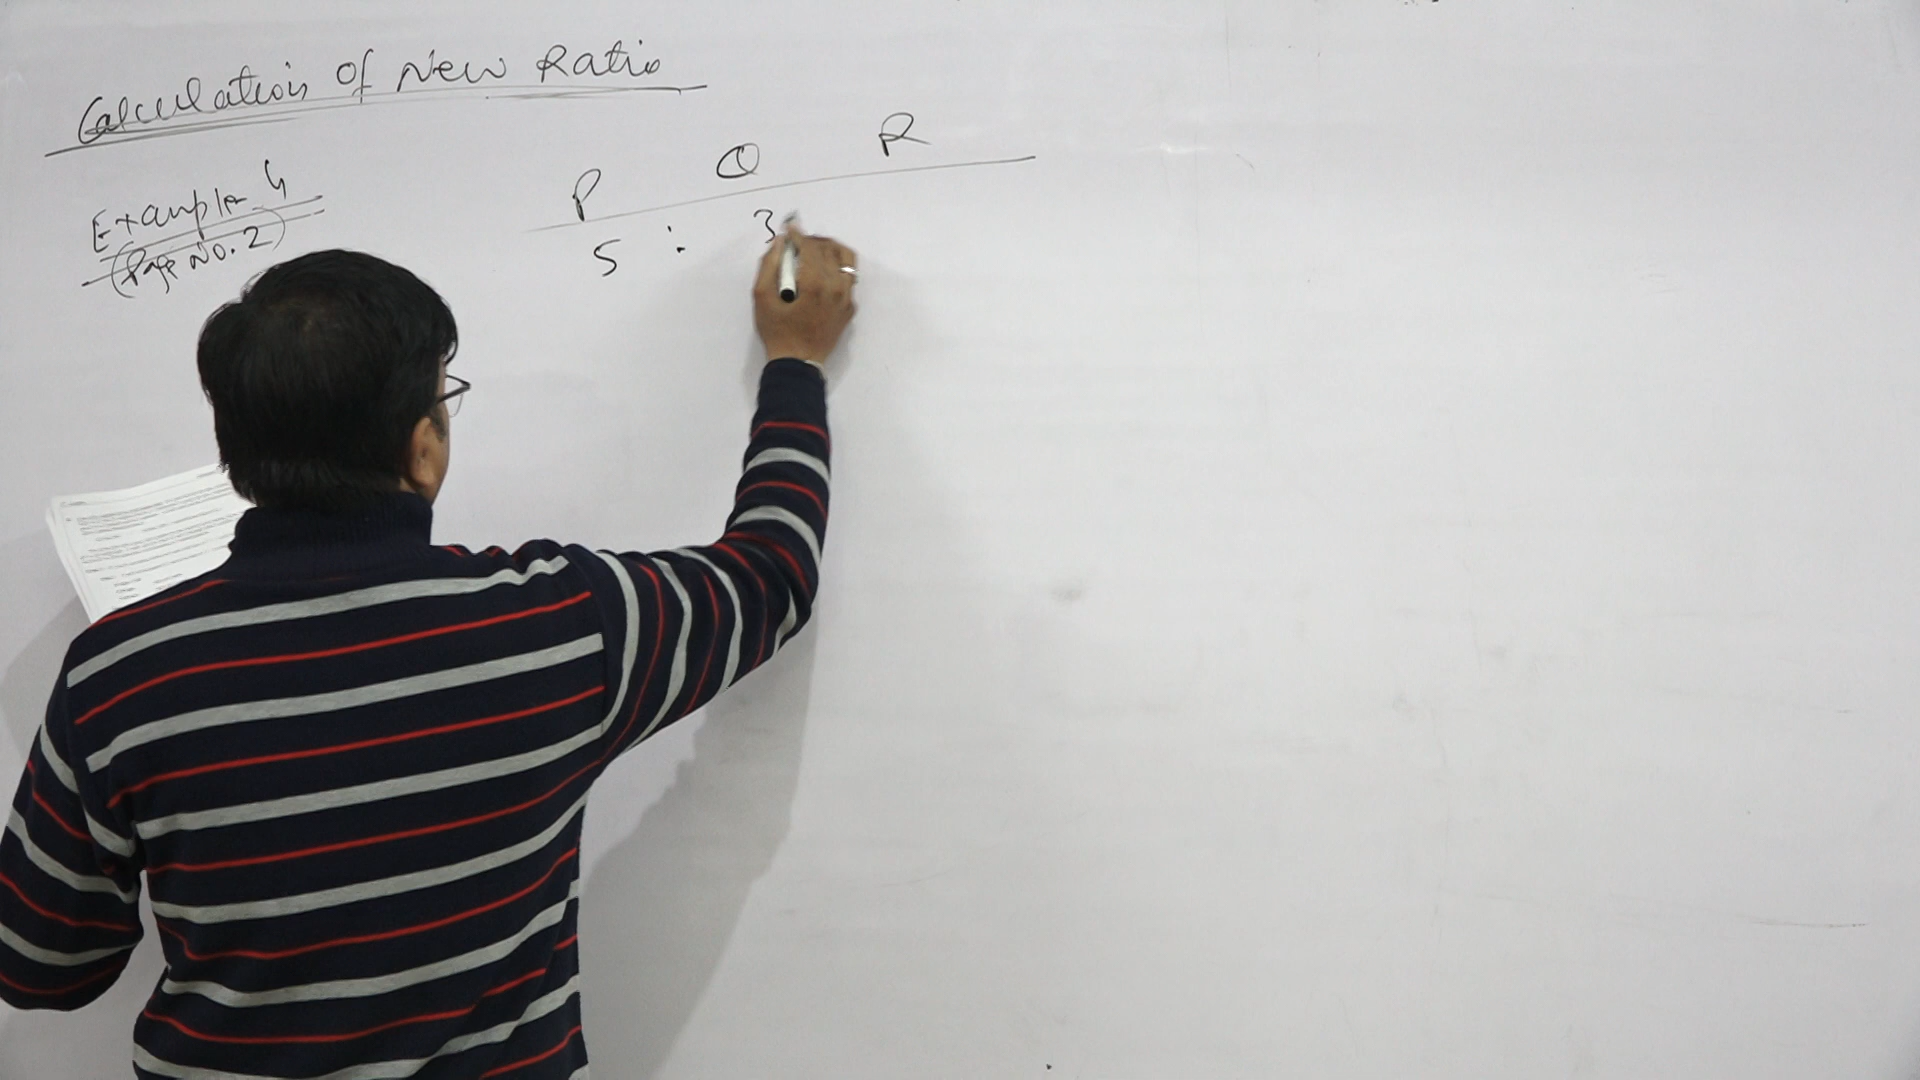 Calculation of New Ratio
Example 4
(Page No. 2)
P Q R
5 : 3